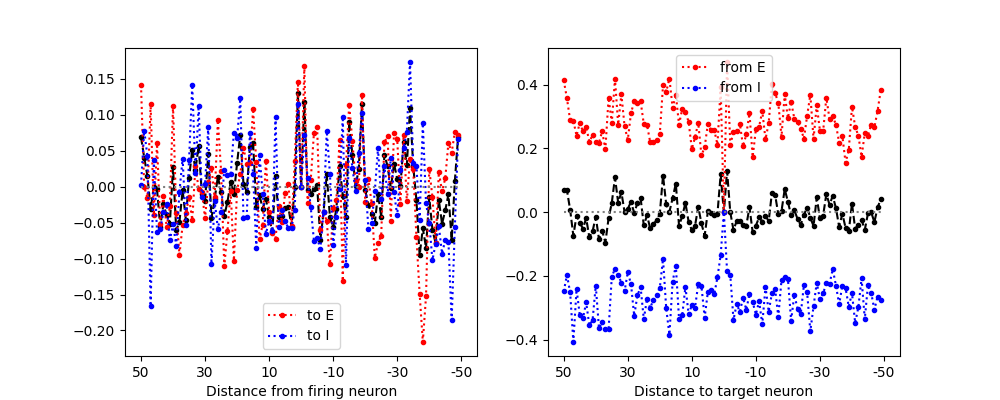 0.15
0.10
0.05
0.00
−0.05
−0.10
−0.15
−0.20
50 30 10 -10 -30 -50
Distance from firing neuron
to E
to I
0.4
0.2
0.0
−0.2
−0.4
50 30 10 -10 -30 -50
Distance to target neuron
from E
from I